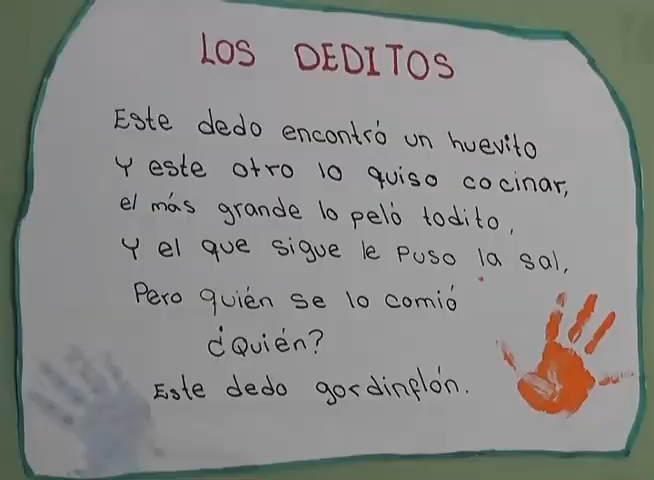 LOS DEDITOS
Este dedo encontró un huevito
Y este otro lo quiso cocinar,
el más grande lo peló todito,
Y el que sigue le puso la sal,
Pero quién se lo comió
¿Quién?
Este dedo gordinflón.